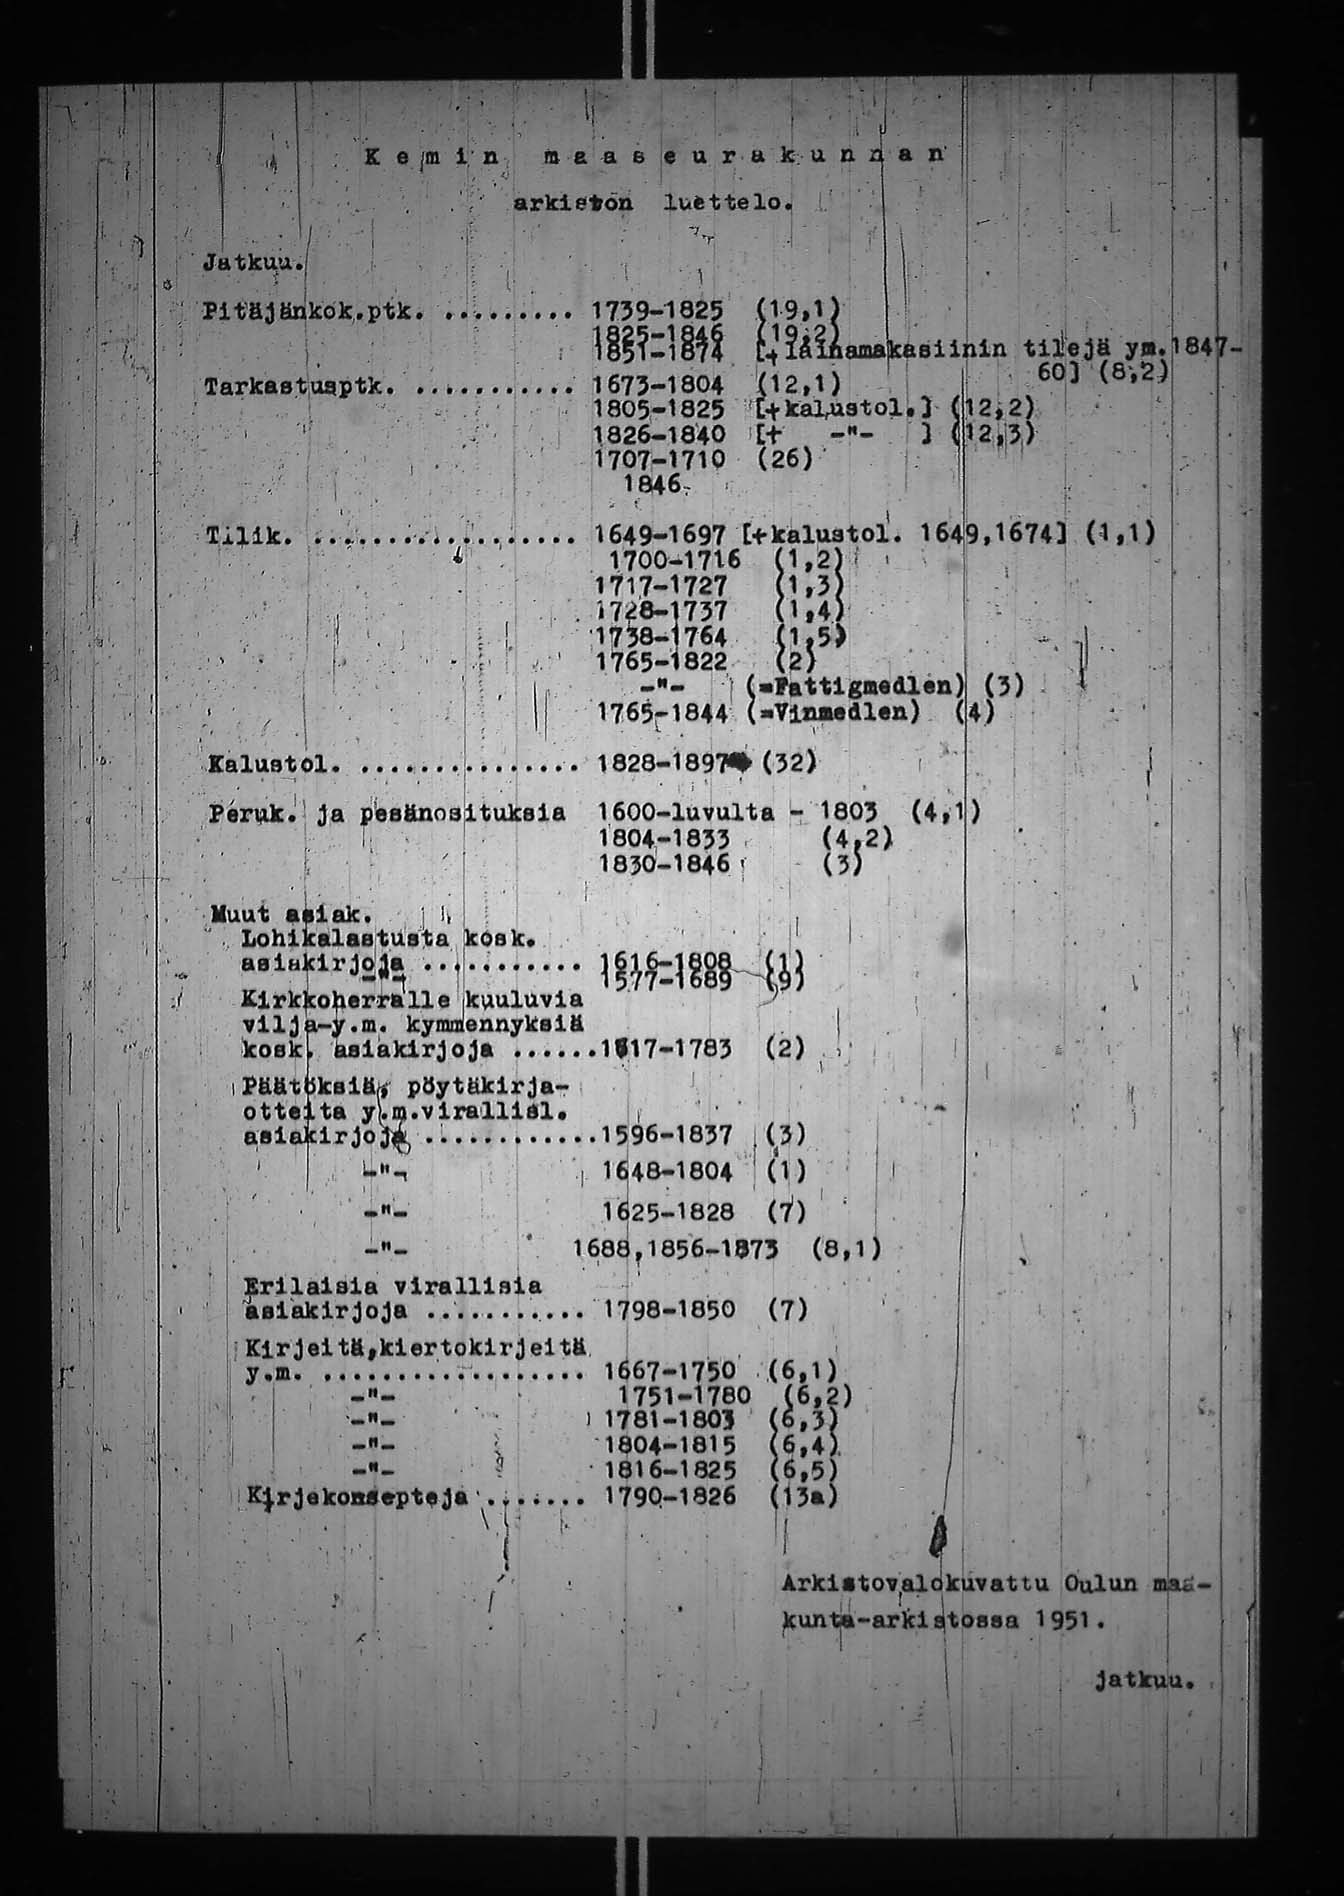 Kemin maaseurakunnan
arkiston luettelo.
Jatkuu.
Pitäjänkok.ptk. ......... 1739-1825 (19,1)
1825-1846 (19,2)
1851-1874 [+ lainamakasiinin tilejä ym.1847-
60] (8,2)
Tarkastusptk. ........... 1673-1804 (12,1)
1805-1825 [+kalustol.] (12,2)
1826-1840 [+ -"- ] (12,3)
1707-1710 (26)
1846.
Tilik. .................. 1649-1697 [+kalustol. 1649,1674] (1,1)
1700-1716 (1,2)
1717-1727 (1,3)
1728-1737 (1,4)
1738-1764 (1,5)
1765-1822 (2)
-"- (=Fattigmedlen) (3)
1765-1844 (=Vinmedlen) (4)
Kalustol. ............... 1828-1897 (32)
Peruk. ja pesänosituksia 1600-luvulta - 1803 (4,1)
1804-1833 (4,2)
1830-1846 (3)
Muut asiak.
Lohikalastusta kosk.
asiakirjoja ........... 1616-1808 (1)
-"- 1577-1689 (9)
Kirkkoherralle kuuluvia
vilja-y.m. kymmennyksiä
kosk. asiakirjoja ......1617-1783 (2)
Päätöksiä, pöytäkirja-
otteita y.m.virallisl.
asiakirjoja ............1596-1837 (3)
-"- 1648-1804 (1)
-"- 1625-1828 (7)
-"- 1688,1856-1873 (8,1)
Erilaisia virallisia
asiakirjoja ........... 1798-1850 (7)
Kirjeitä,kiertokirjeitä
y.m. .................. 1667-1750 (6,1)
-"- 1751-1780 (6,2)
-"- 1781-1803 (6,3)
-"- 1804-1815 (6,4)
-"- 1816-1825 (6,5)
Kirjekonsepteja ....... 1790-1826 (13a)
Arkistovalokuvattu Oulun maa-
kunta-arkistossa 1951.
jatkuu.